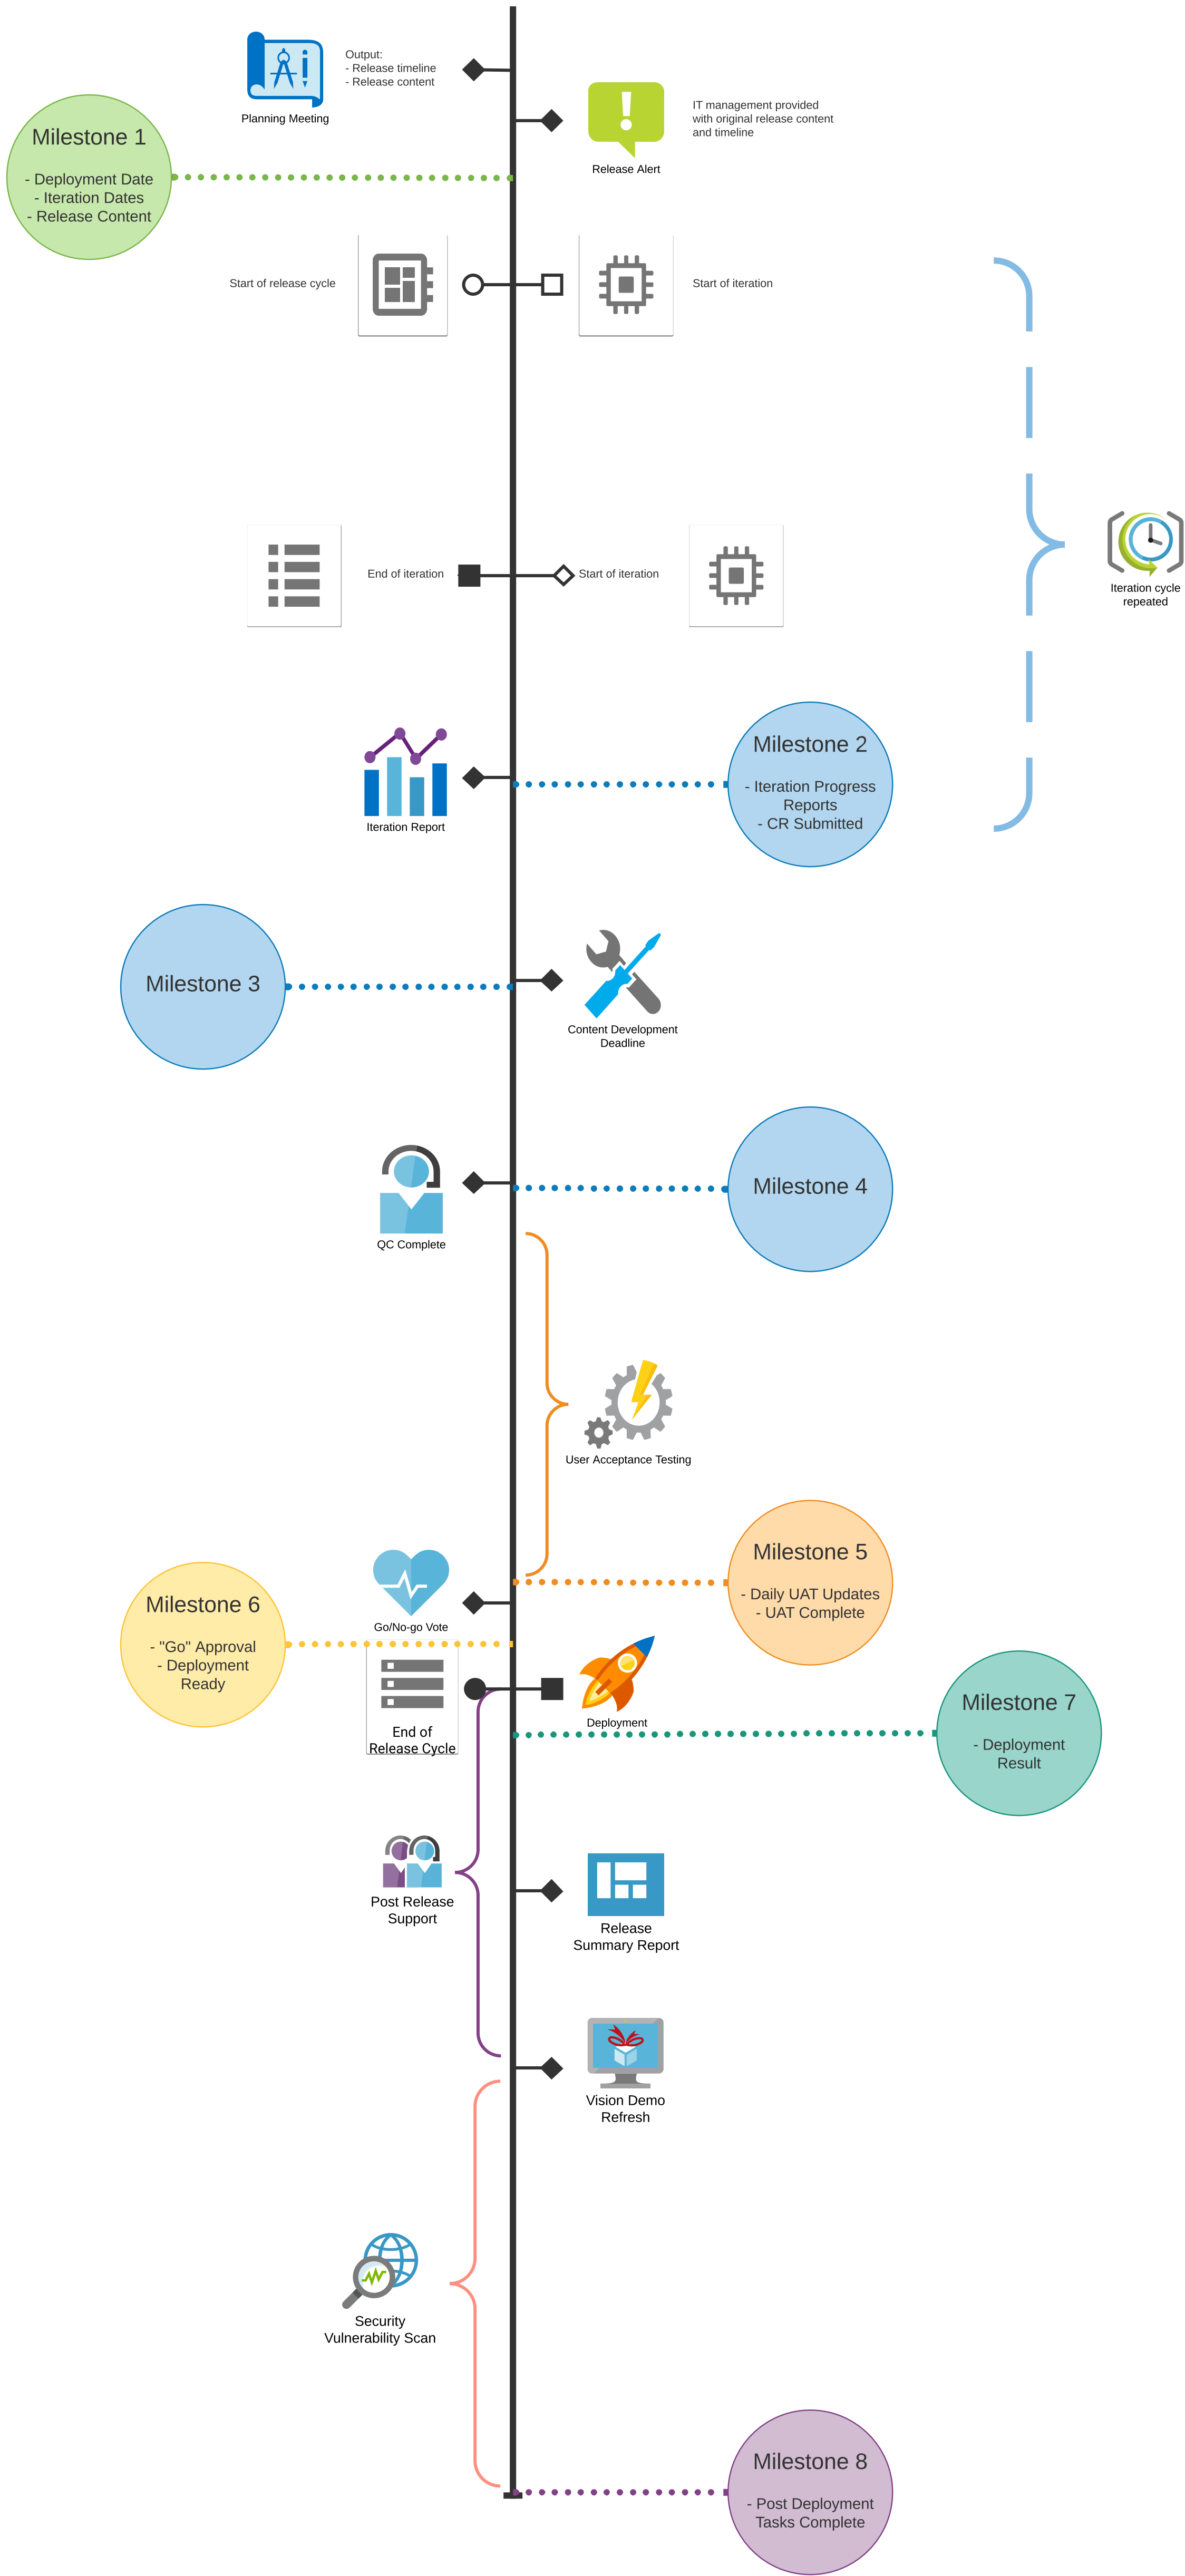 Output:
- Release timeline
- Release content
Planning Meeting
IT management provided
with original release content
and timeline
Release Alert
Milestone 1
- Deployment Date
- Iteration Dates
- Release Content
Start of release cycle
Start of iteration
End of iteration
Start of iteration
Iteration cycle
repeated
Milestone 2
- Iteration Progress
Reports
- CR Submitted
Iteration Report
Milestone 3
Content Development
Deadline
Milestone 4
QC Complete
User Acceptance Testing
Milestone 5
- Daily UAT Updates
- UAT Complete
Go/No-go Vote
Milestone 6
- "Go" Approval
- Deployment
Ready
End of
Release Cycle
Deployment
Milestone 7
- Deployment
Result
Post Release
Support
Release
Summary Report
Vision Demo
Refresh
Security
Vulnerability Scan
Milestone 8
- Post Deployment
Tasks Complete